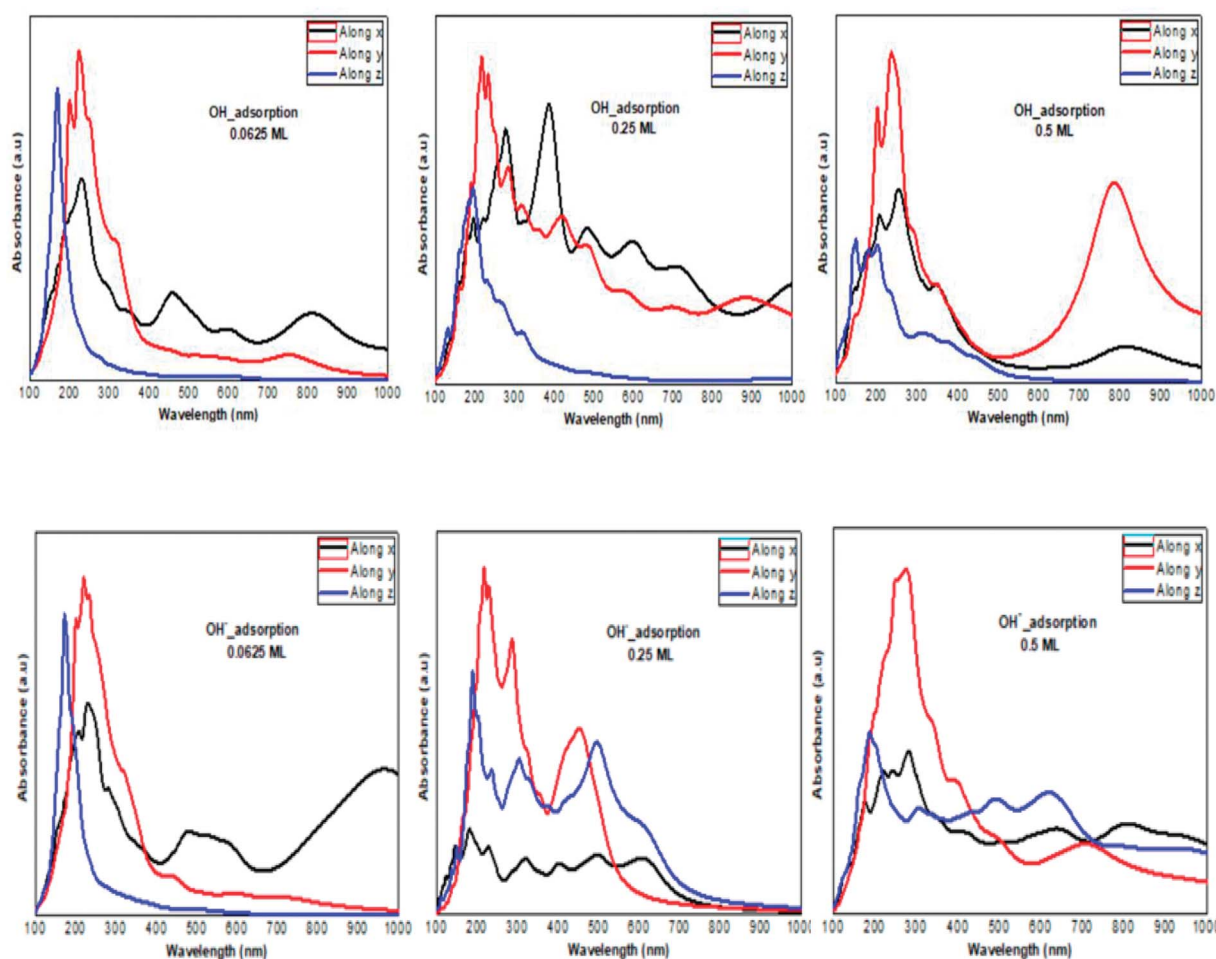 Absorbance (a.u)
Along x
Along y
Along z
OH_adsorption
0.0625 ML
100 200 300 400 500 600 700 800 900 1000
Wavelength (nm)
Absorbance (a.u)
Along x
Along y
Along z
OH_adsorption
0.25 ML
100 200 300 400 500 600 700 800 900 1000
Wavelength (nm)
Absorbance (a.u)
Along x
Along y
Along z
OH_adsorption
0.5 ML
100 200 300 400 500 600 700 800 900 1000
Wavelength (nm)
Absorbance (a.u)
Along x
Along y
Along z
OH⁻_adsorption
0.0625 ML
100 200 300 400 500 600 700 800 900 1000
Wavelength (nm)
Absorbance (a.u)
Along x
Along y
Along z
OH⁻_adsorption
0.25 ML
100 200 300 400 500 600 700 800 900 1000
Wavelength (nm)
Absorbance (a.u)
Along x
Along y
Along z
OH⁻_adsorption
0.5 ML
100 200 300 400 500 600 700 800 900 1000
Wavelength (nm)